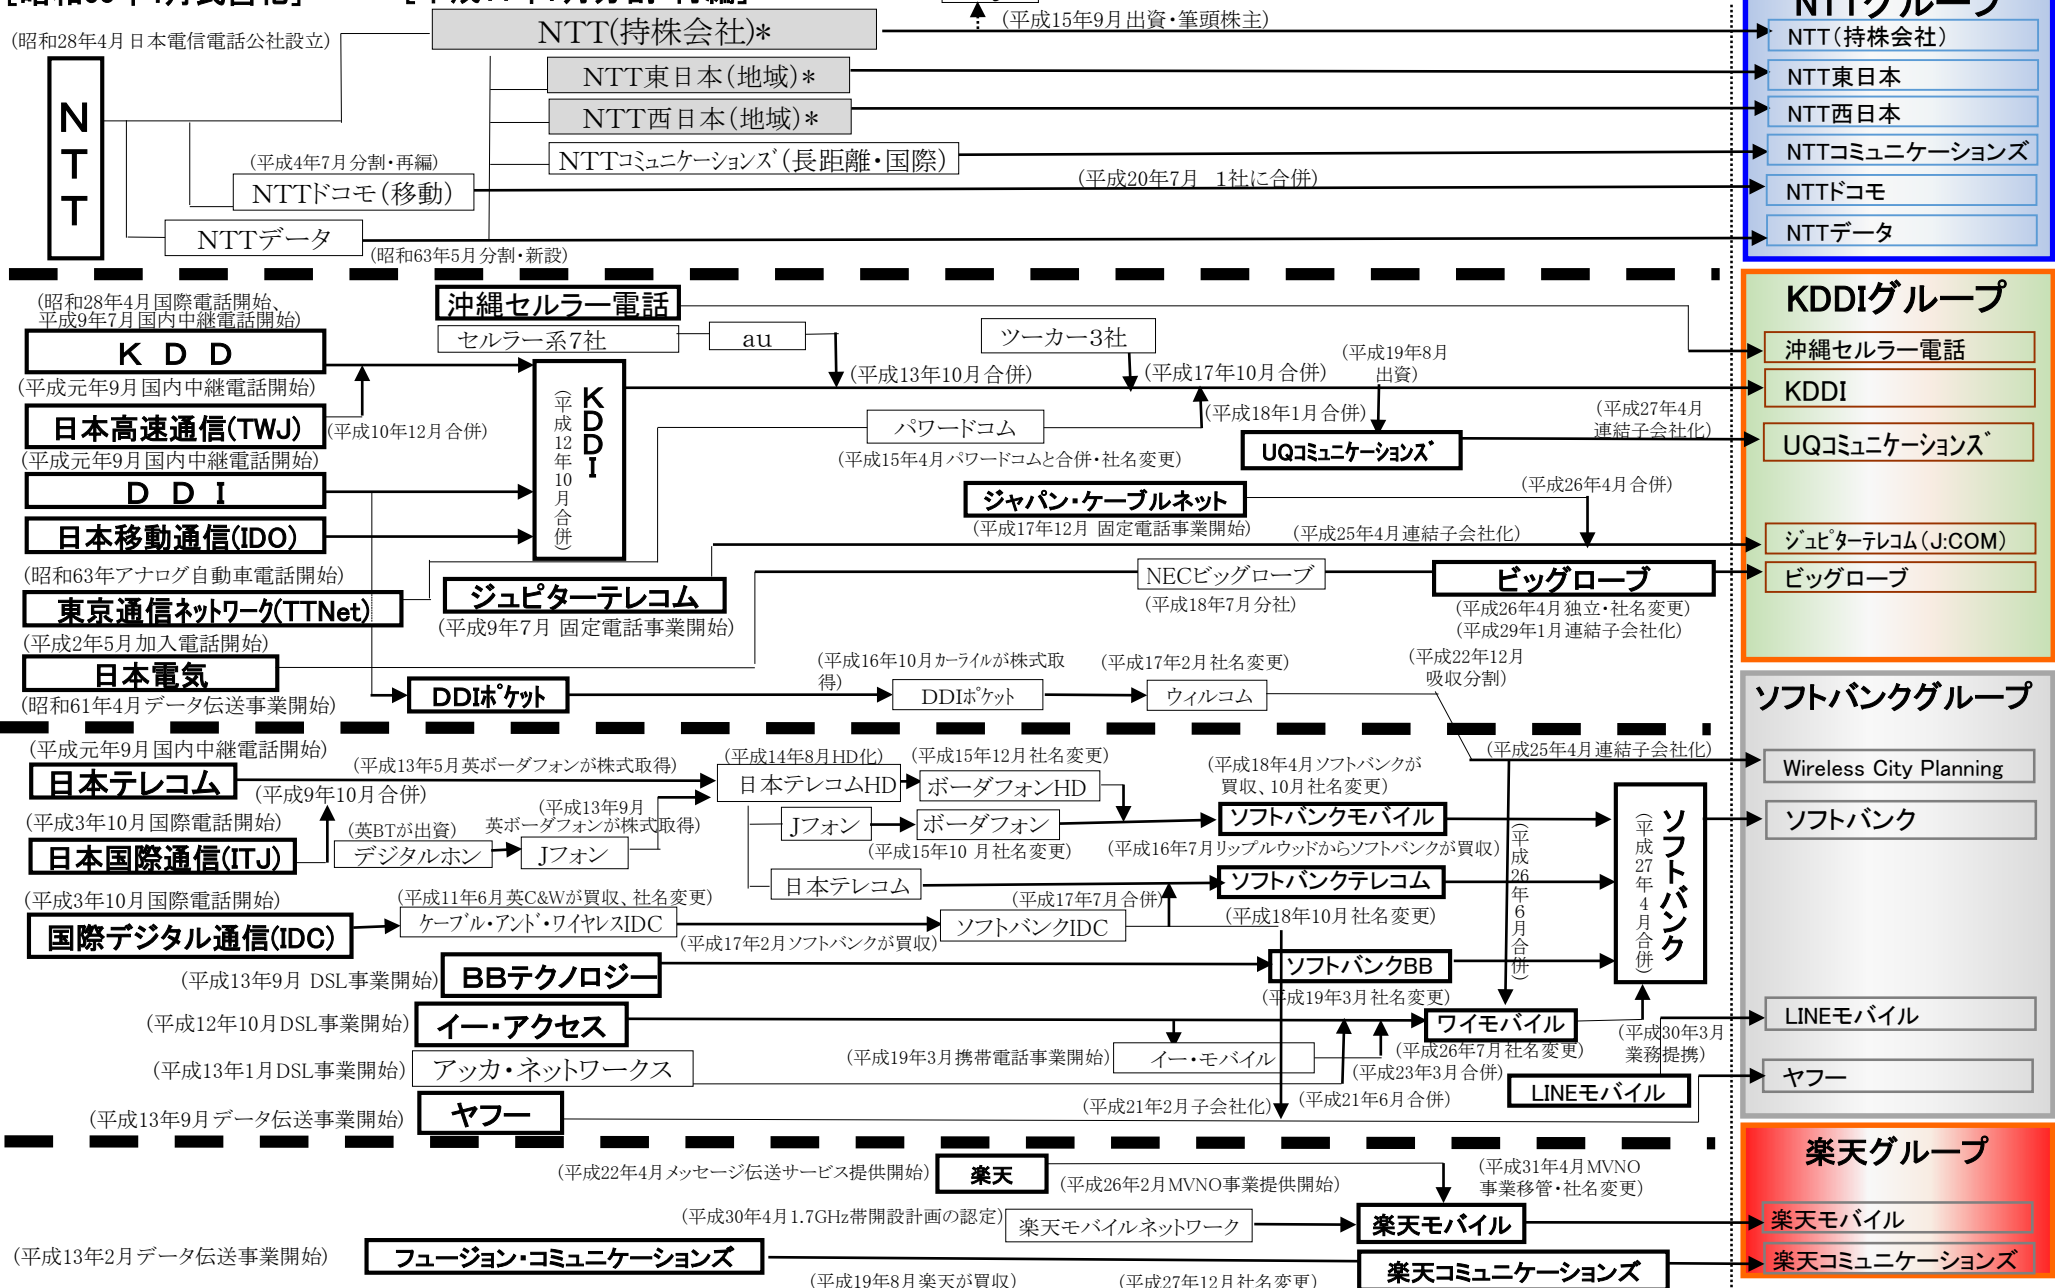 NTTグループ
(平成15年9月出資・筆頭株主)
(昭和28年4月日本電信電話公社設立)
NTT(持株会社)*
NTT(持株会社)
NTT東日本(地域)*
NTT東日本
NTT
NTT西日本(地域)*
NTT西日本
(平成4年7月分割・再編)
NTTコミュニケーションズ(長距離・国際)
NTTコミュニケーションズ
NTTドコモ(移動)
(平成20年7月 1社に合併)
NTTドコモ
NTTデータ
(昭和63年5月分割・新設)
NTTデータ
KDDIグループ
(昭和28年4月国際電話開始、
平成9年7月国内中継電話開始)
沖縄セルラー電話
セルラー系7社
au
ツーカー3社
KDD
(平成19年8月
出資)
沖縄セルラー電話
(平成元年9月国内中継電話開始)
(平成13年10月合併)
(平成17年10月合併)
KDDI
KDDI
(平成12年10月合併)
日本高速通信(TWJ)
(平成10年12月合併)
パワードコム
(平成18年1月合併)
(平成27年4月
連結子会社化)
(平成15年4月パワードコムと合併・社名変更)
UQコミュニケーションズ
UQコミュニケーションズ
(平成元年9月国内中継電話開始)
DDI
ジャパン・ケーブルネット
(平成26年4月合併)
(平成17年12月 固定電話事業開始)
(平成25年4月連結子会社化)
日本移動通信(IDO)
ジュピターテレコム(J:COM)
(昭和63年アナログ自動車電話開始)
NECビッグローブ
ビッグローブ
ビッグローブ
東京通信ネットワーク(TTNet)
ジュピターテレコム
(平成18年7月分社)
(平成26年4月独立・社名変更)
(平成9年7月 固定電話事業開始)
(平成29年1月連結子会社化)
(平成2年5月加入電話開始)
日本電気
(平成16年10月カーライルが株式取
得)
(平成17年2月社名変更)
(平成22年12月
吸収分割)
(昭和61年4月データ伝送事業開始)
DDIポケット
DDIポケット
ウィルコム
ソフトバンクグループ
(平成元年9月国内中継電話開始)
日本テレコム
(平成13年5月英ボーダフォンが株式取得)
(平成14年8月HD化)
(平成15年12月社名変更)
(平成25年4月連結子会社化)
日本テレコムHD
ボーダフォンHD
(平成18年4月ソフトバンクが
買収、10月社名変更)
Wireless City Planning
(平成9年10月合併)
(平成3年10月国際電話開始)
(平成13年9月
英ボーダフォンが株式取得)
Jフォン
ボーダフォン
ソフトバンクモバイル
ソフトバンク
(平成27年4月合併)
ソフトバンク
(英BTが出資)
日本国際通信(ITJ)
デジタルホン
Jフォン
(平成15年10 月社名変更)
(平成16年7月リップルウッドからソフトバンクが買収)
(平成26年6月合併)
日本テレコム
ソフトバンクテレコム
(平成3年10月国際電話開始)
(平成11年6月英C&Wが買収、社名変更)
(平成17年7月合併)
(平成18年10月社名変更)
国際デジタル通信(IDC)
ケーブル・アンド・ワイヤレスIDC
(平成17年2月ソフトバンクが買収)
ソフトバンクIDC
(平成13年9月 DSL事業開始)
BBテクノロジー
ソフトバンクBB
(平成19年3月社名変更)
(平成12年10月DSL事業開始)
イー・アクセス
ワイモバイル
LINEモバイル
(平成30年3月
業務提携)
(平成19年3月携帯電話事業開始)
イー・モバイル
(平成26年7月社名変更)
(平成13年1月DSL事業開始)
アッカ・ネットワークス
(平成23年3月合併)
ヤフー
LINEモバイル
(平成13年9月データ伝送事業開始)
ヤフー
(平成21年2月子会社化)
(平成21年6月合併)
楽天グループ
(平成22年4月メッセージ伝送サービス提供開始)
楽天
(平成26年2月MVNO事業提供開始)
(平成31年4月MVNO
事業移管・社名変更)
(平成30年4月1.7GHz帯開設計画の認定)
楽天モバイルネットワーク
楽天モバイル
楽天モバイル
(平成13年2月データ伝送事業開始)
フュージョン・コミュニケーションズ
楽天コミュニケーションズ
楽天コミュニケーションズ
(平成19年8月楽天が買収)
(平成27年12月社名変更)